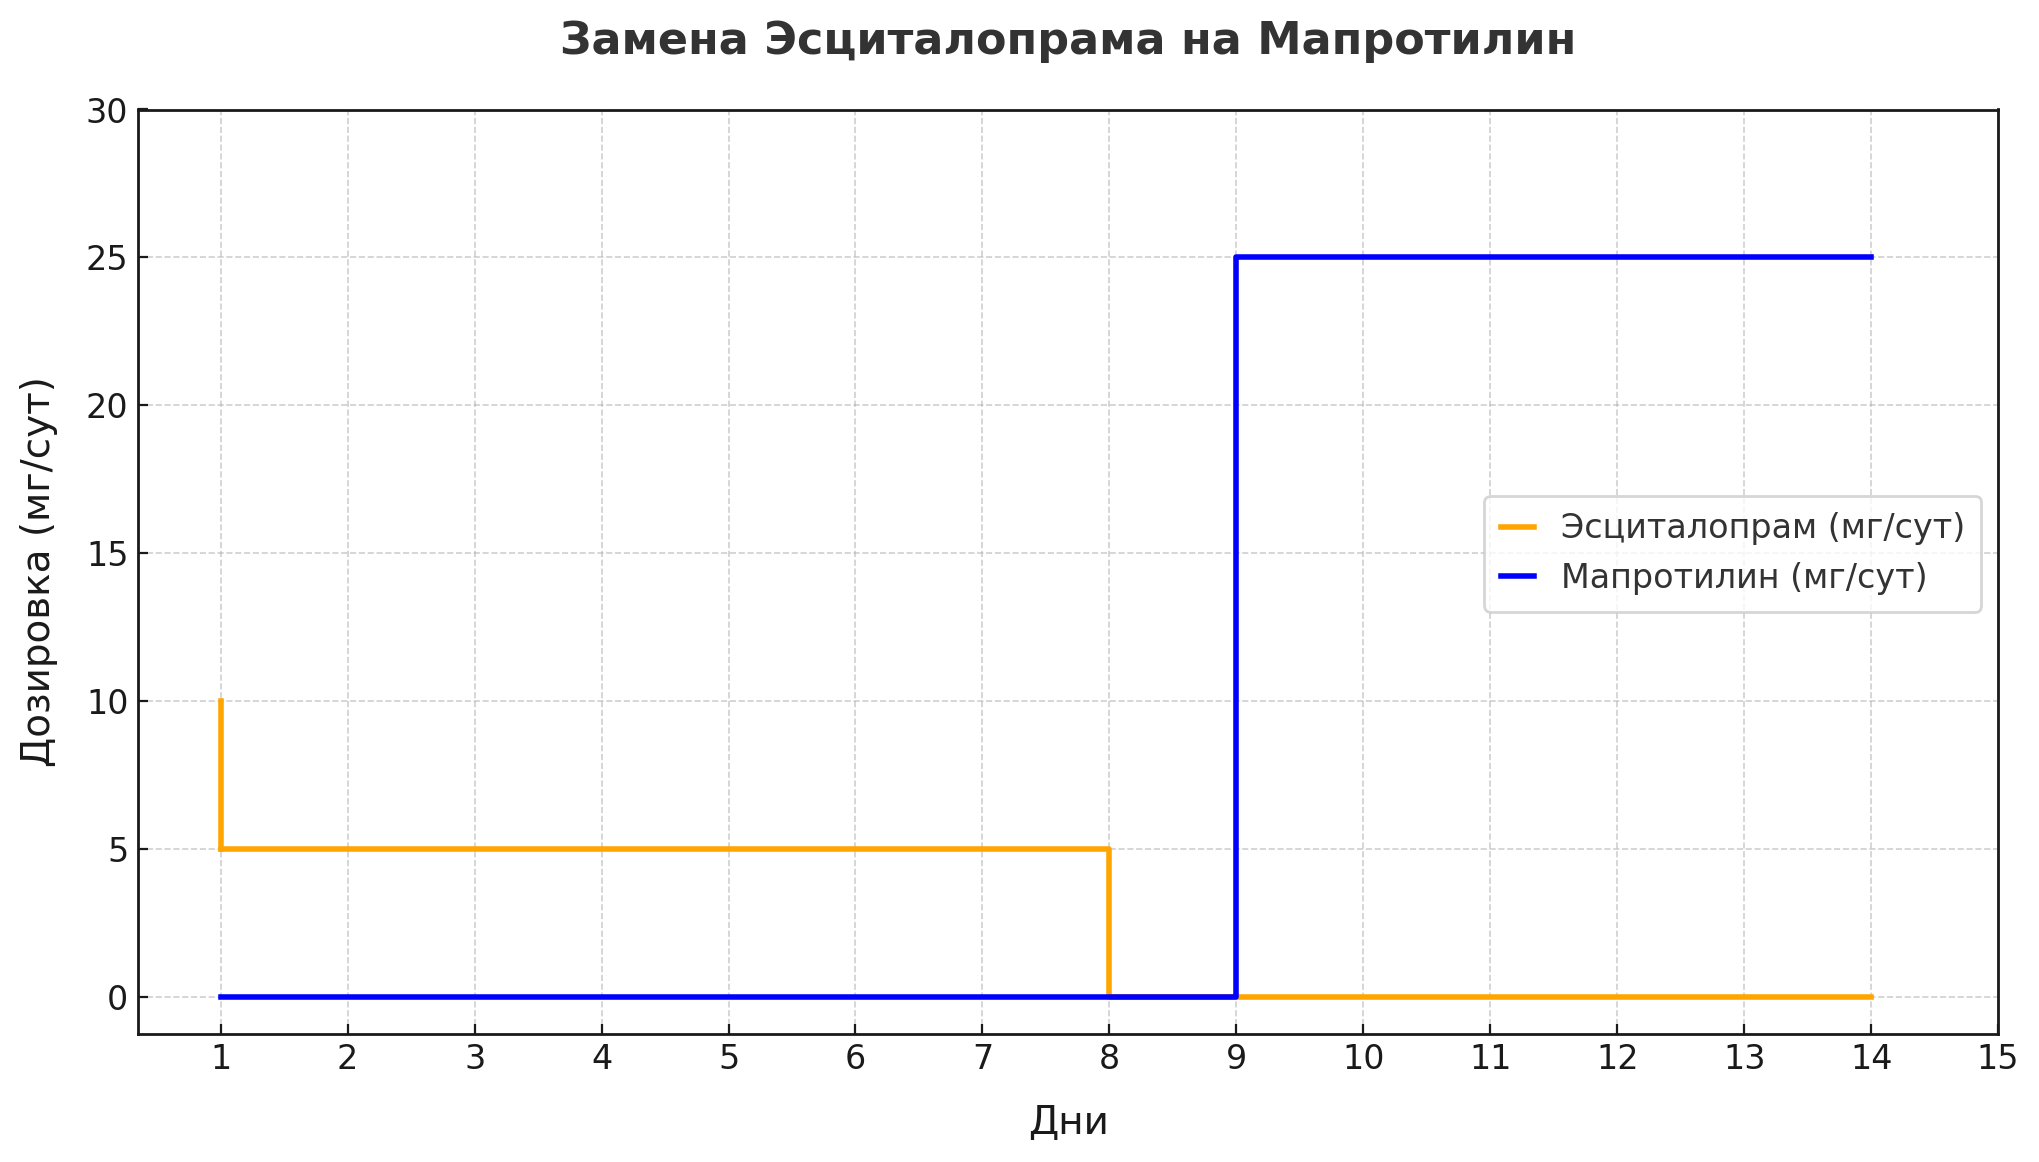 Замена Эсциталопрама на Мапротилин
Дозировка (мг/сут)
30
25
20
15
10
5
0
Эсциталопрам (мг/сут)
Мапротилин (мг/сут)
1 2 3 4 5 6 7 8 9 10 11 12 13 14 15
Дни